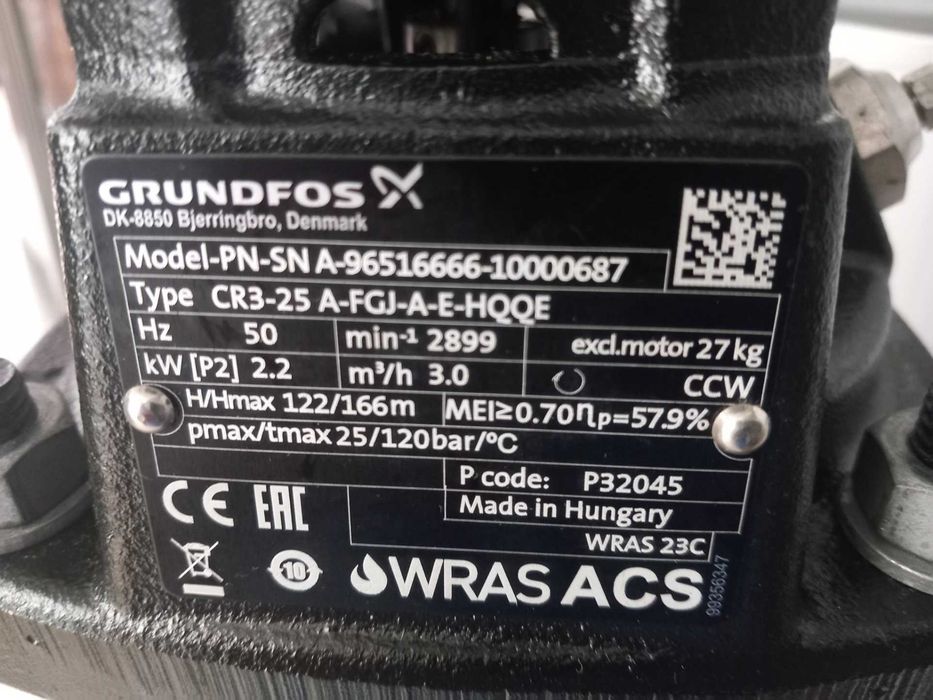 GRUNDFOS
DK-8850 Bjerringbro, Denmark
Model-PN-SN A-96516666-10000687
Type CR3-25 A-FGJ-A-E-HQQE
Hz 50 min-1 2899 excl.motor 27 kg
kW [P2] 2.2 m³/h 3.0 CCW
H/Hmax 122/166 m MEI≥0.70 ηp=57.9%
pmax/tmax 25/120 bar/°C
P code: P32045
Made in Hungary
WRAS 23C
CE EAC
10 WRAS ACS
99356347